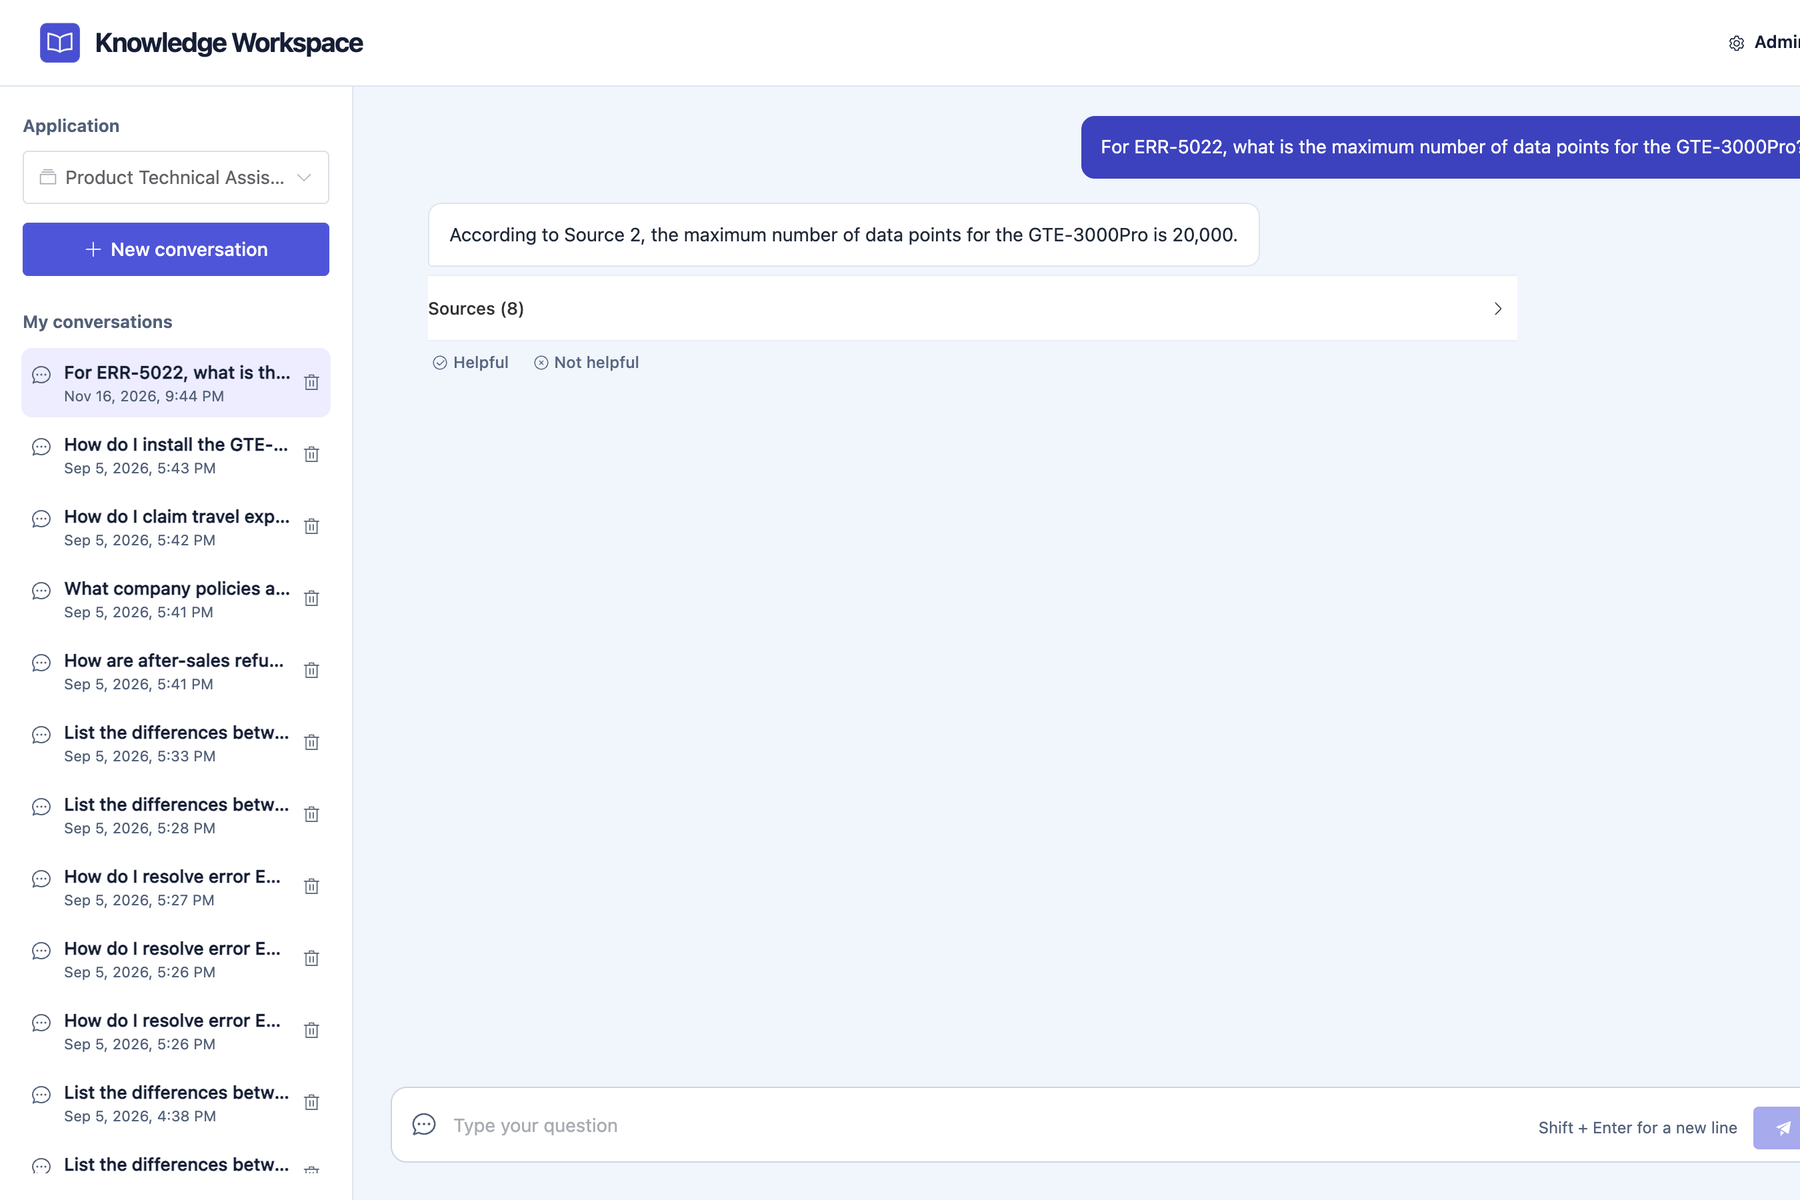 Knowledge Workspace
Admin
Application
Product Technical Assis...
New conversation
My conversations
For ERR-5022, what is th...
Nov 16, 2026, 9:44 PM
How do I install the GTE-...
Sep 5, 2026, 5:43 PM
How do I claim travel exp...
Sep 5, 2026, 5:42 PM
What company policies a...
Sep 5, 2026, 5:41 PM
How are after-sales refu...
Sep 5, 2026, 5:41 PM
List the differences betw...
Sep 5, 2026, 5:33 PM
List the differences betw...
Sep 5, 2026, 5:28 PM
How do I resolve error E...
Sep 5, 2026, 5:27 PM
How do I resolve error E...
Sep 5, 2026, 5:26 PM
How do I resolve error E...
Sep 5, 2026, 5:26 PM
List the differences betw...
Sep 5, 2026, 4:38 PM
List the differences betw...
For ERR-5022, what is the maximum number of data points for the GTE-3000Pro?
According to Source 2, the maximum number of data points for the GTE-3000Pro is 20,000.
Sources (8)
Helpful
Not helpful
Type your question
Shift + Enter for a new line